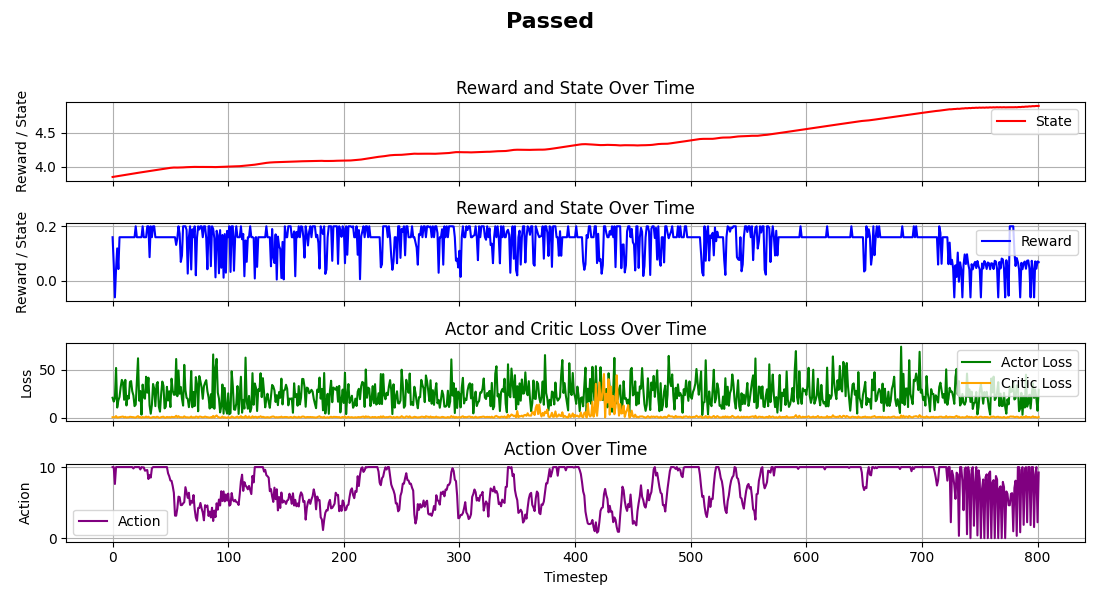 Passed
Reward and State Over Time
Reward / State
4.5
4.0
State
Reward and State Over Time
Reward / State
0.2
0.0
Reward
Actor and Critic Loss Over Time
Loss
50
0
Actor Loss
Critic Loss
Action Over Time
Action
10
0
Action
0 100 200 300 400 500 600 700 800
Timestep